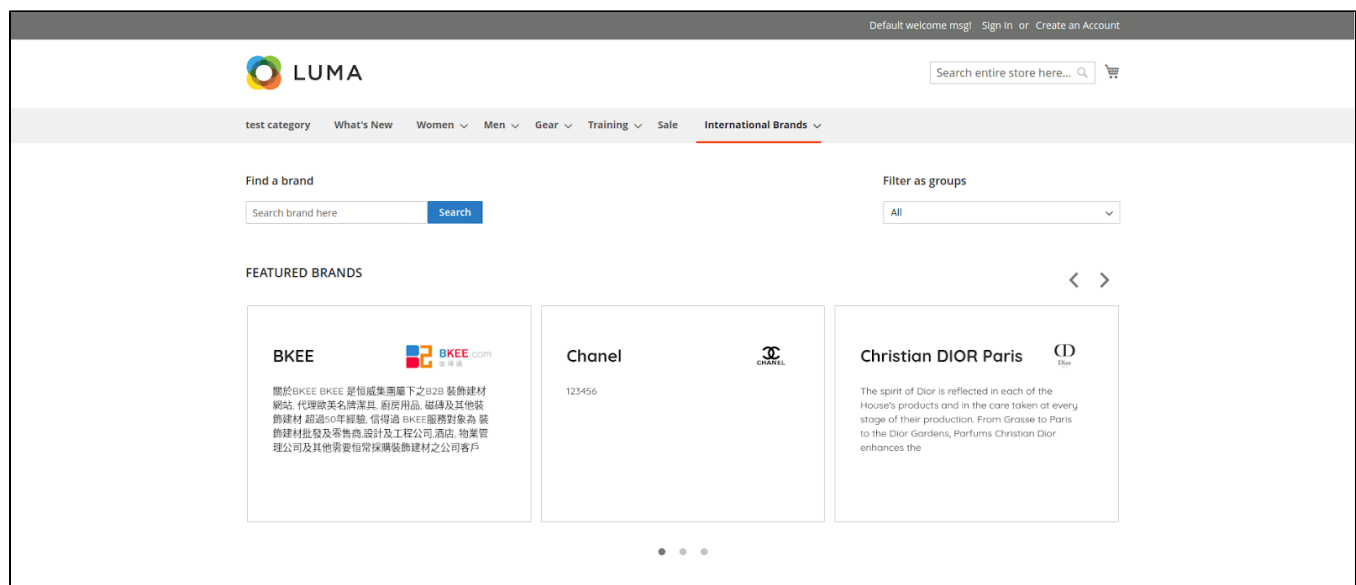 Default welcome msg! Sign In or Create an Account
LUMA
Search entire store here...
test category What's New Women Men Gear Training Sale International Brands
Find a brand
Filter as groups
Search brand here Search
All
FEATURED BRANDS
BKEE
BKEE.com
信得過
關於BKEE BKEE 是恒威集團屬下之B2B 裝飾建材
網站, 代理歐美名牌潔具, 廚房用品, 磁磚及其他裝
飾建材 超過50年經驗, 信得過 BKEE服務對象為 裝
飾建材批發及零售商,設計及工程公司,酒店, 物業管
理公司及其他需要恒常採購裝飾建材之公司客戶
Chanel
CHANEL
123456
Christian DIOR Paris
CD
Dior
The spirit of Dior is reflected in each of the
House's products and in the care taken at every
stage of their production. From Grasse to Paris
to the Dior Gardens, Parfums Christian Dior
enhances the